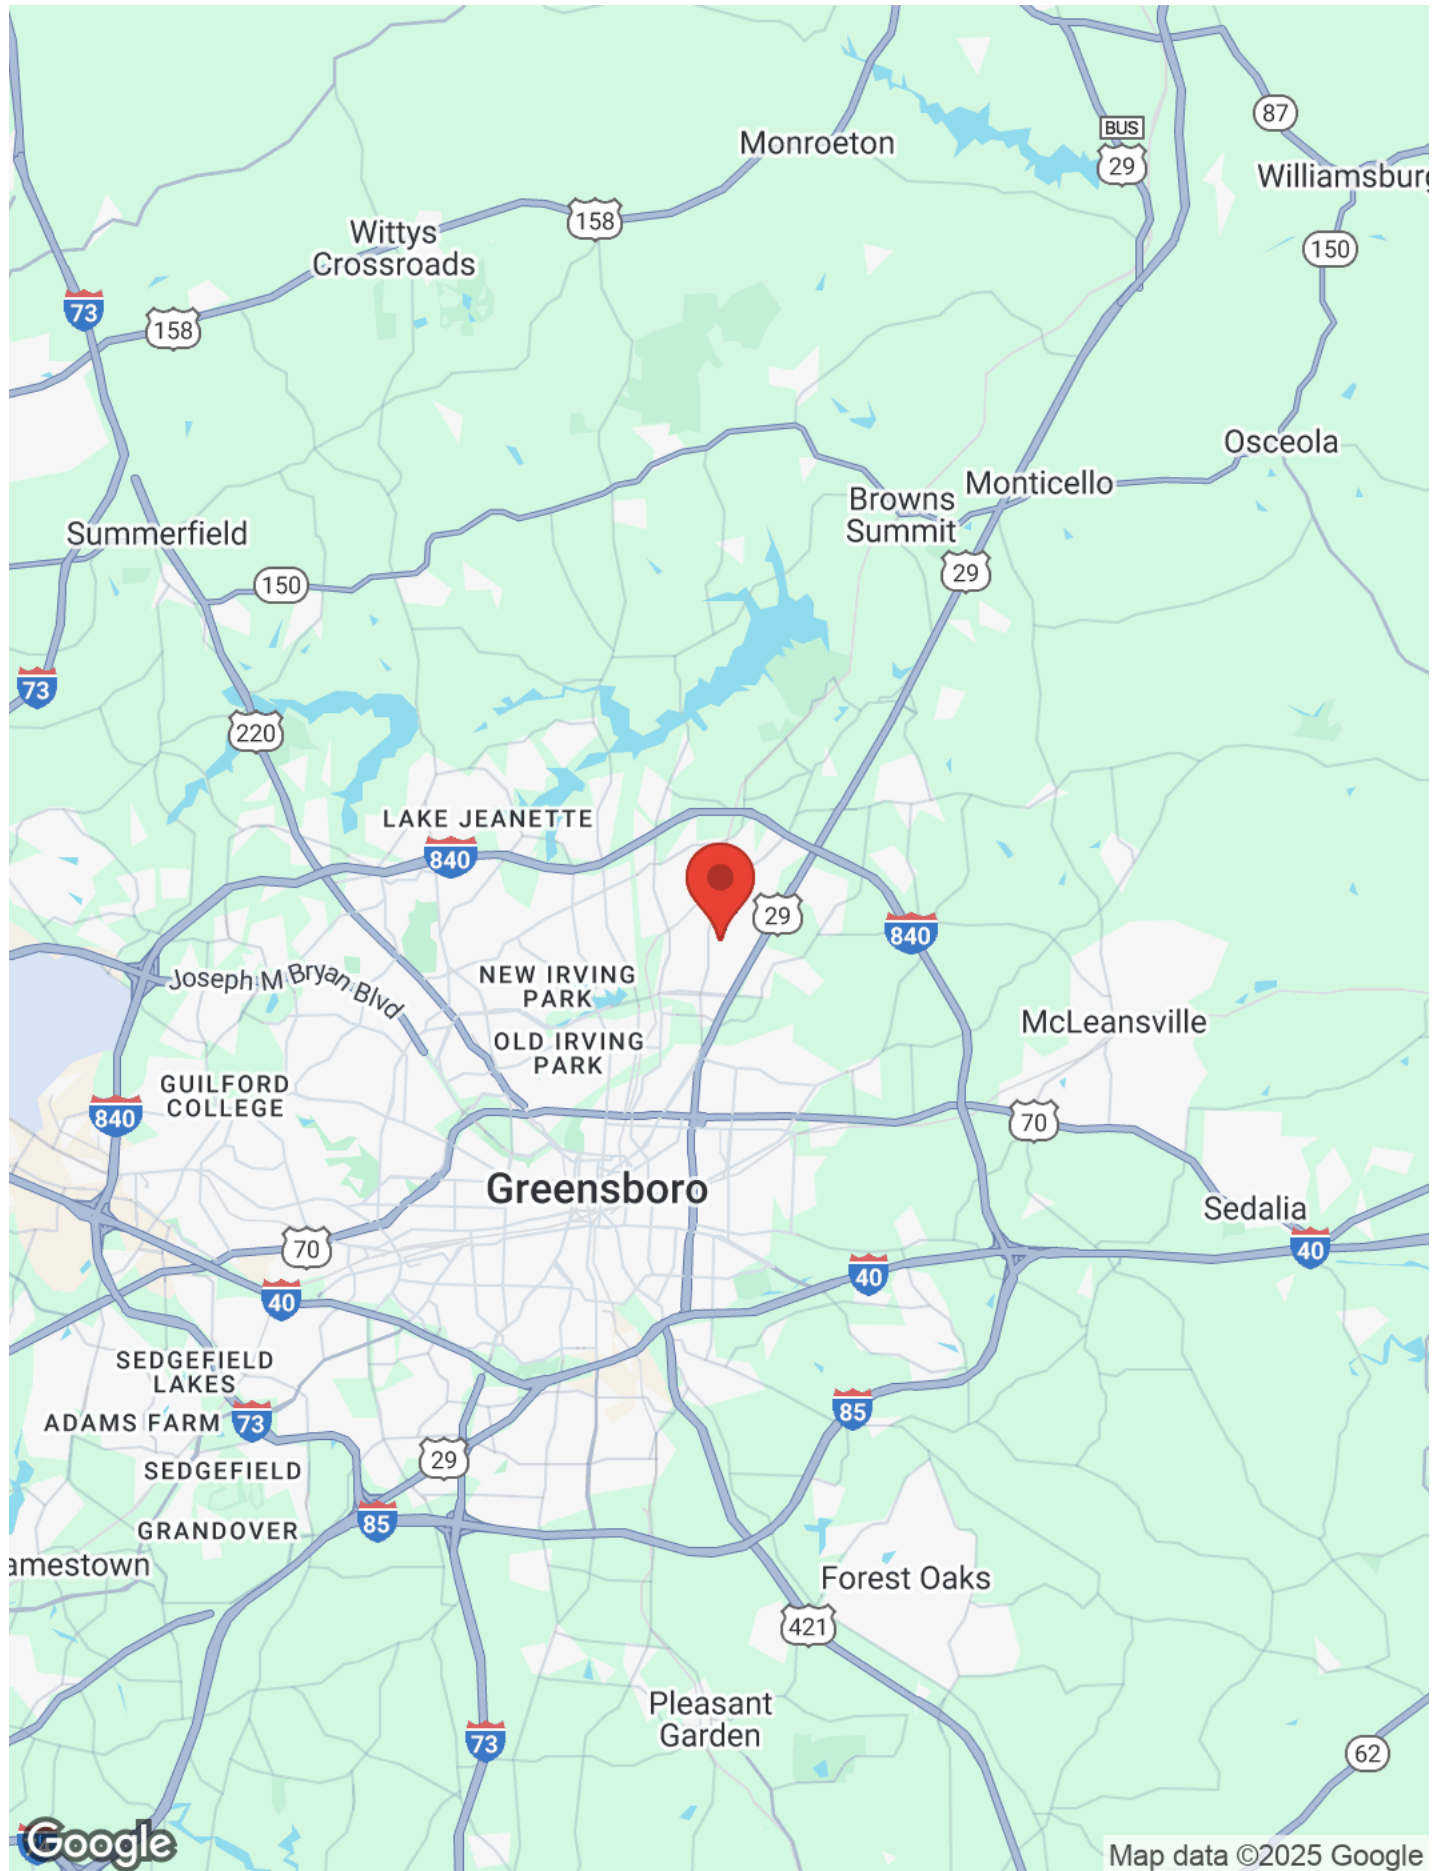 Monroeton
BUS
29
87
Williamsburg
Wittys
Crossroads
158
150
73
158
Osceola
Monticello
Browns
Summit
Summerfield
29
150
73
220
LAKE JEANETTE
840
29
840
Joseph M Bryan Blvd
NEW IRVING
PARK
McLeansville
OLD IRVING
PARK
GUILFORD
COLLEGE
840
70
Greensboro
Sedalia
70
40
40
40
SEDGEFIELD
LAKES
ADAMS FARM
73
85
29
SEDGEFIELD
85
GRANDOVER
amestown
Forest Oaks
421
Pleasant
Garden
73
62
Google
Map data ©2025 Google